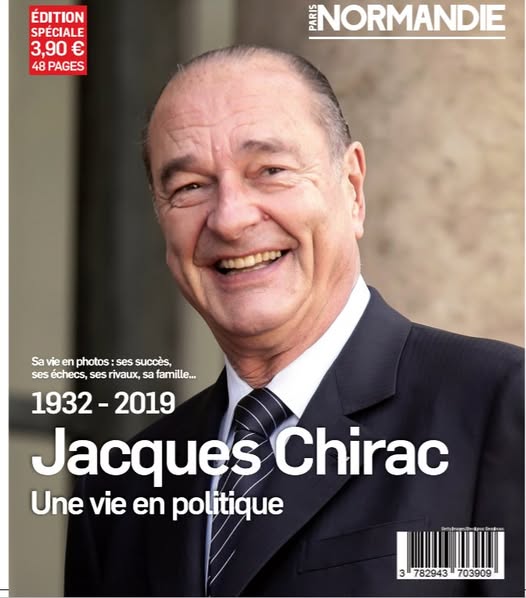 ÉDITION
SPÉCIALE
3,90 €
48 PAGES
PARIS
NORMANDIE
Sa vie en photos : ses succès,
ses échecs, ses rivaux, sa famille...
1932 - 2019
Jacques Chirac
Une vie en politique
3 782943 703909